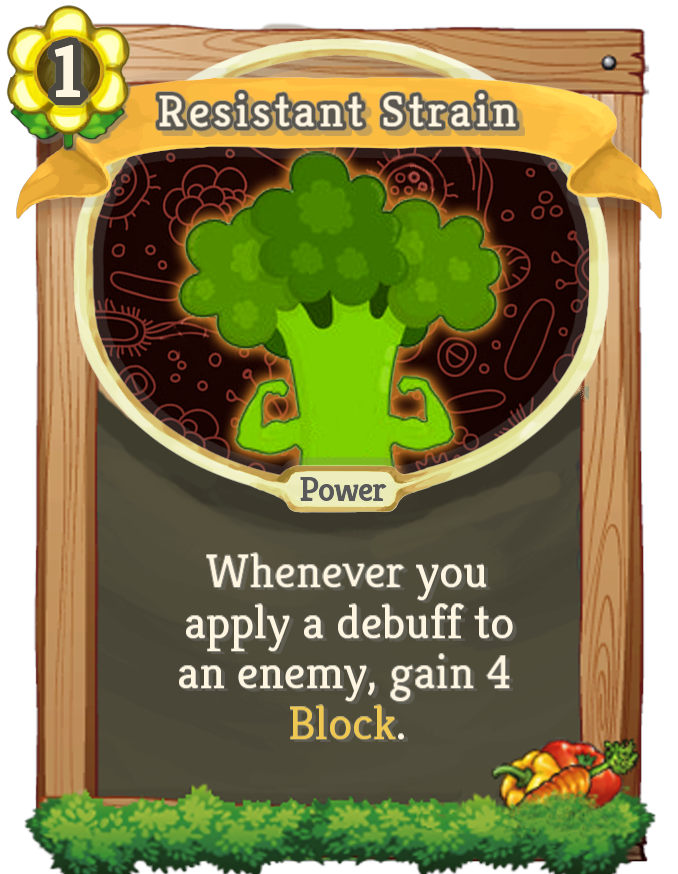 1
Resistant Strain
Power
Whenever you
apply a debuff to
an enemy, gain 4
Block.